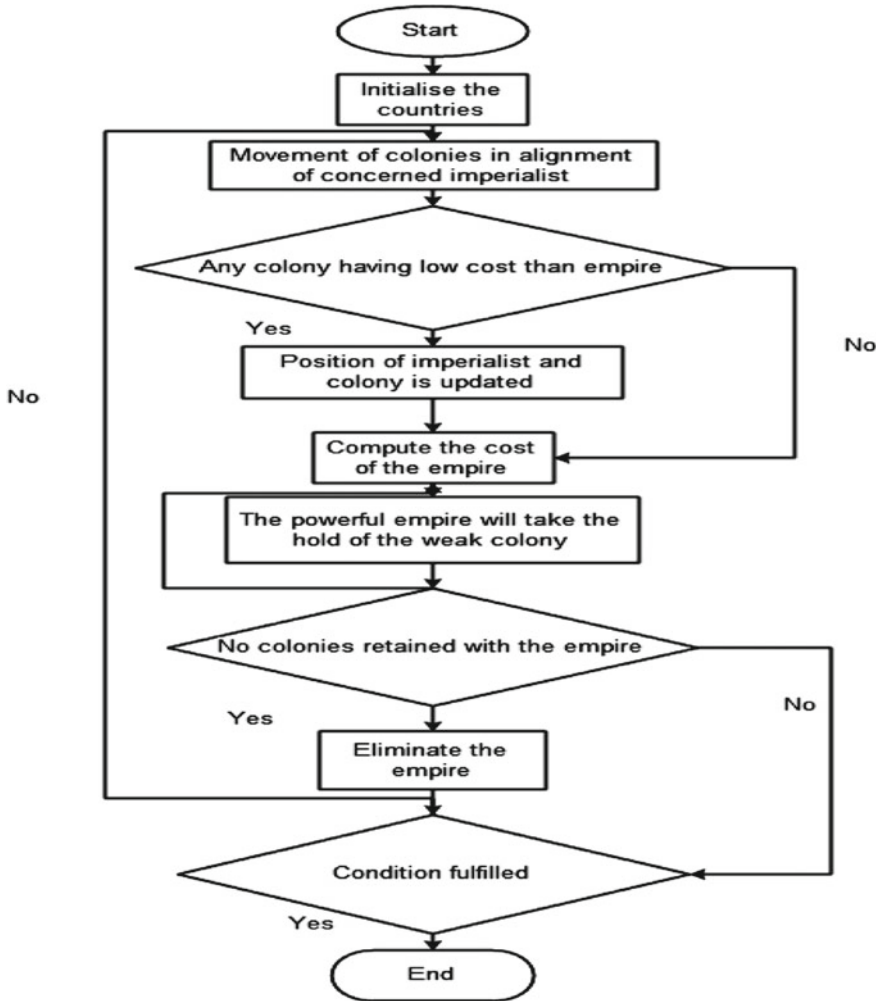 Start
Initialise the
countries
Movement of colonies in alignment
of concerned imperialist
Any colony having low cost than empire
Yes
No
Position of imperialist and
colony is updated
No
Compute the cost
of the empire
The powerful empire will take the
hold of the weak colony
No colonies retained with the empire
Yes
No
Eliminate the
empire
Condition fulfilled
Yes
End